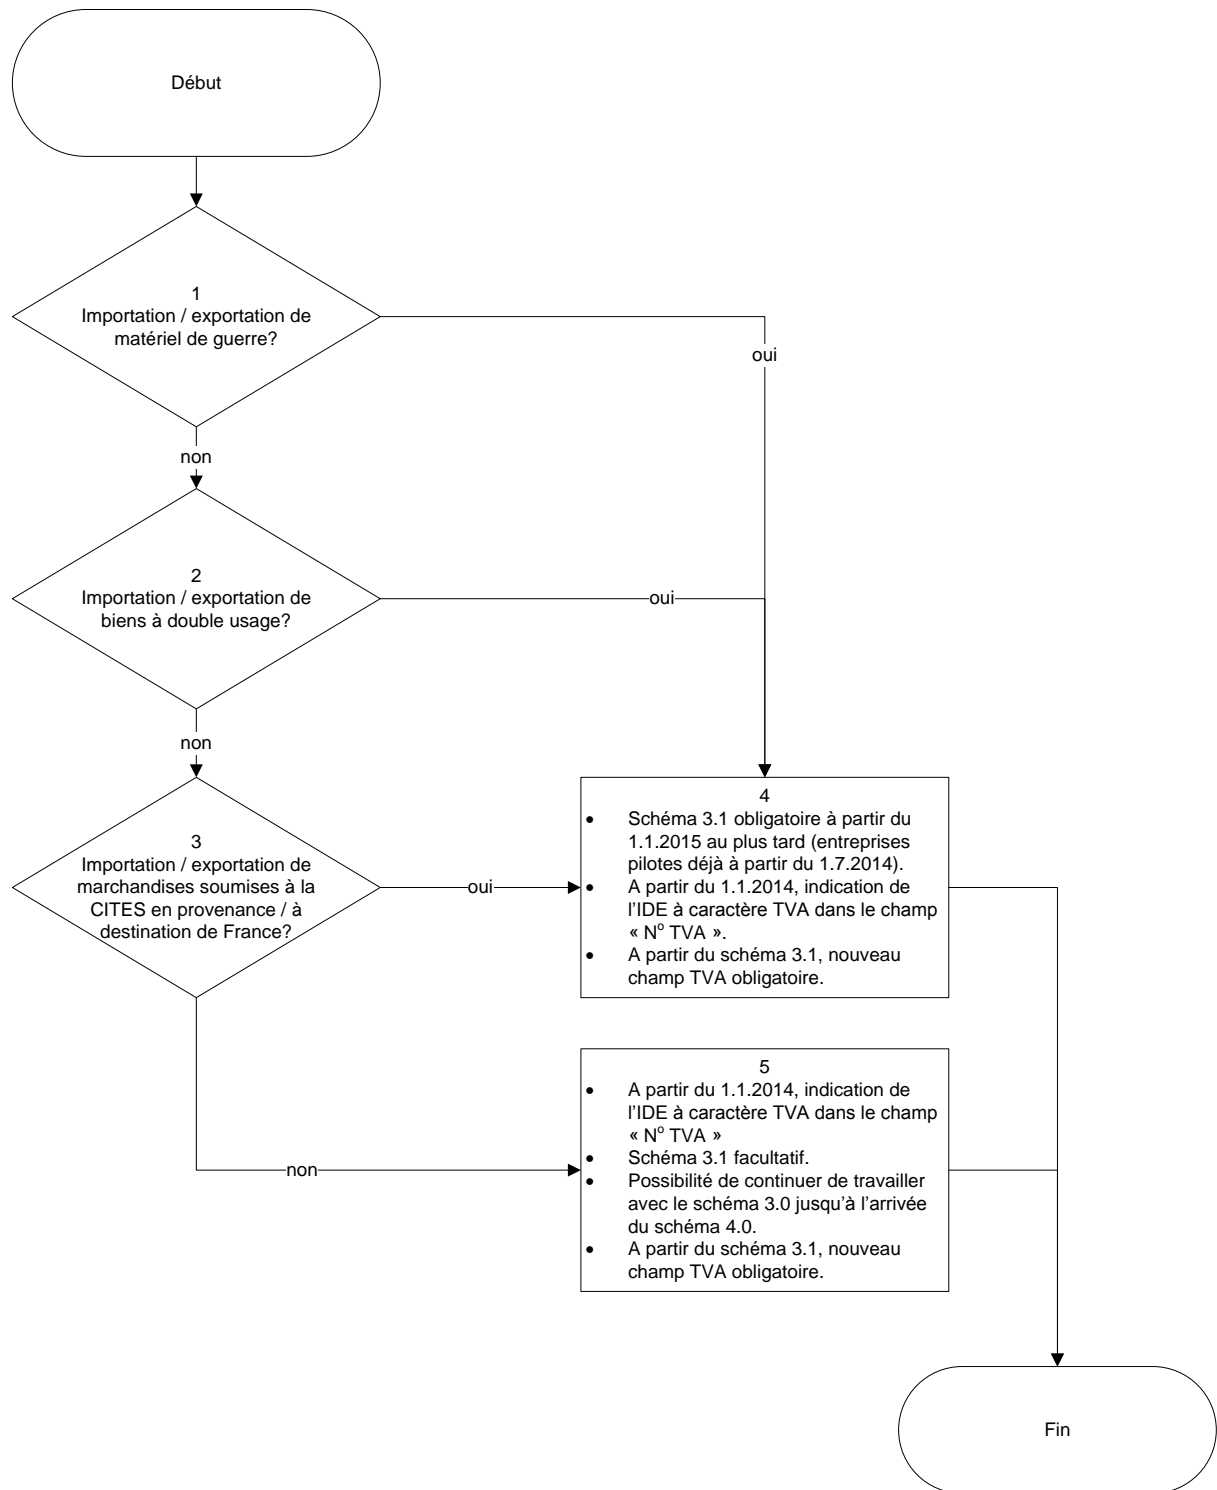 Début
1
Importation / exportation de
matériel de guerre?
oui
non
2
Importation / exportation de
biens à double usage?
oui
non
3
Importation / exportation de
marchandises soumises à la
CITES en provenance / à
destination de France?
oui
4
• Schéma 3.1 obligatoire à partir du
1.1.2015 au plus tard (entreprises
pilotes déjà à partir du 1.7.2014).
• A partir du 1.1.2014, indication de
l’IDE à caractère TVA dans le champ
« Nº TVA ».
• A partir du schéma 3.1, nouveau
champ TVA obligatoire.
non
5
• A partir du 1.1.2014, indication de
l’IDE à caractère TVA dans le champ
« Nº TVA »
• Schéma 3.1 facultatif.
• Possibilité de continuer de travailler
avec le schéma 3.0 jusqu’à l’arrivée
du schéma 4.0.
• A partir du schéma 3.1, nouveau
champ TVA obligatoire.
Fin